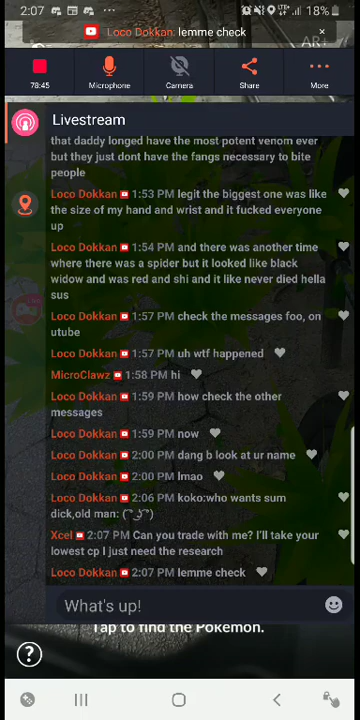 2:07
18%
Loco Dokkan: lemme check
×
AR+
78:45
Microphone
Camera
Share
More
Livestream
that daddy longed have the most potent venom ever
but they just dont have the fangs necessary to bite
people
Loco Dokkan 1:53 PM legit the biggest one was like
the size of my hand and wrist and it fucked everyone
up
Loco Dokkan 1:54 PM and there was another time
where there was a spider but it looked like black
widow and was red and shi and it like never died hella
sus
Loco Dokkan 1:57 PM check the messages foo, on
utube
Loco Dokkan 1:57 PM uh wtf happened
MicroClawz 1:58 PM hi
Loco Dokkan 1:59 PM how check the other
messages
Loco Dokkan 1:59 PM now
Loco Dokkan 2:00 PM dang b look at ur name
Loco Dokkan 2:00 PM lmao
Loco Dokkan 2:06 PM koko:who wants sum
dick,old man: ( ͡° ͜ʖ ͡°)
Xcel 2:07 PM Can you trade with me? I'll take your
lowest cp I just need the research
Loco Dokkan 2:07 PM lemme check
What's up!
Tap to find the Pokémon.
?